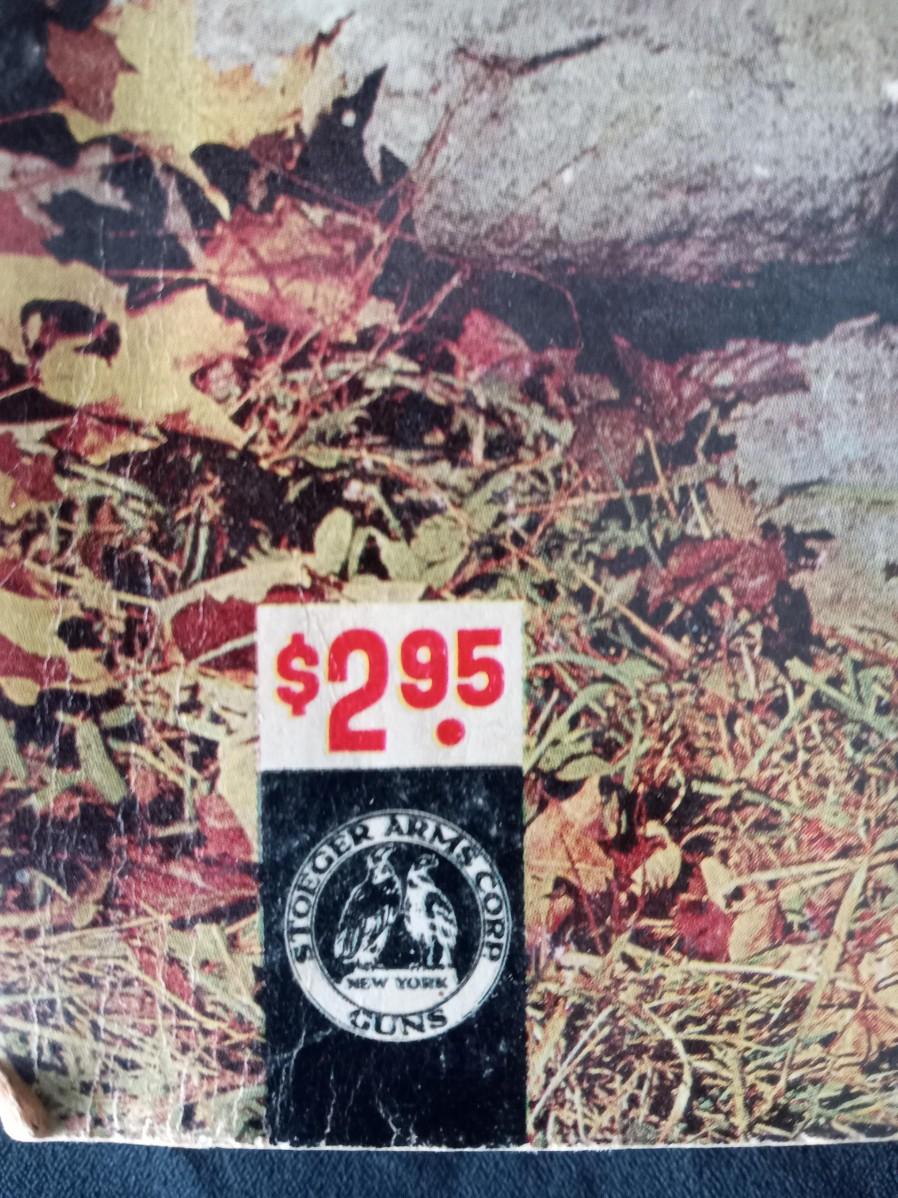 $2.95
STOEGER ARMS CORP.
NEW YORK
GUNS